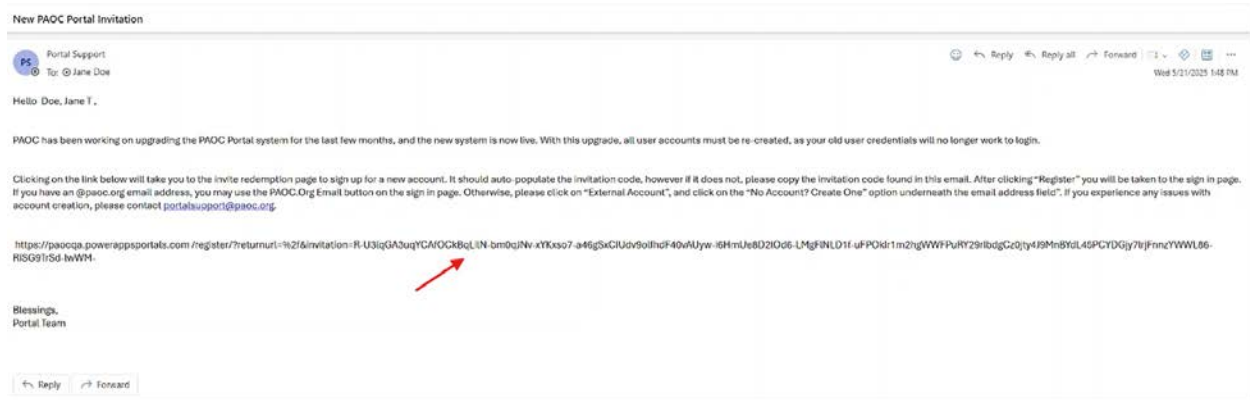 New PAOC Portal Invitation
PS
Portal Support
To: Jane Doe
Reply Reply all Forward
Wed 5/21/2025 1:48 PM
Hello Doe, Jane T ,
PAOC has been working on upgrading the PAOC Portal system for the last few months, and the new system is now live. With this upgrade, all user accounts must be re-created, as your old user credentials will no longer work to login.
Clicking on the link below will take you to the invite redemption page to sign up for a new account. It should auto-populate the invitation code, however if it does not, please copy the invitation code found in this email. After clicking "Register" you will be taken to the sign in page.
If you have an @paoc.org email address, you may use the PAOC.Org Email button on the sign in page. Otherwise, please click on "External Account", and click on the "No Account? Create One" option underneath the email address field". If you experience any issues with
account creation, please contact portalsupport@paoc.org.
https://paocqa.powerappsportals.com /register/?returnurl=%2f&invitation=
Blessings,
Portal Team
Reply Forward